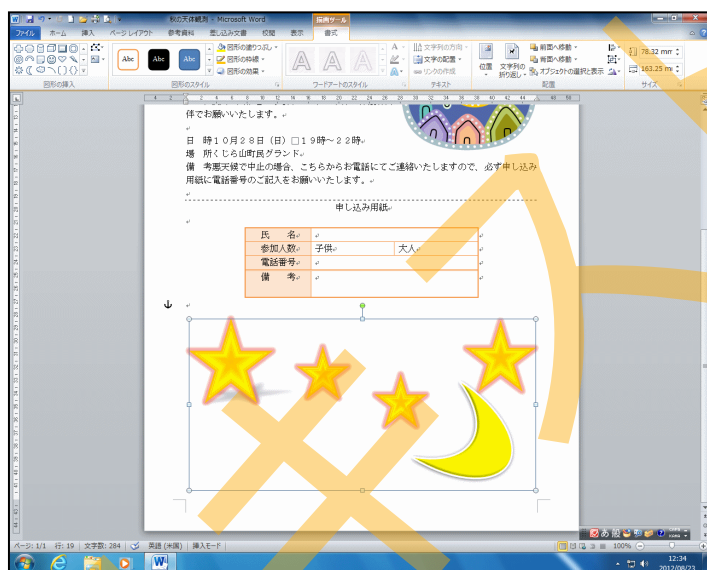 秋の天体観測 - Microsoft Word
描画ツール
ファイル ホーム 挿入 ページ レイアウト 参考資料 差し込み文書 校閲 表示 書式
Abc Abc Abc
図形の塗りつぶし
図形の枠線
図形の効果
A A A
文字列の方向
文字の配置
リンクの作成
位置
文字列の折り返し
前面へ移動
背面へ移動
オブジェクトの選択と表示
78.32 mm
163.25 mm
図形の挿入 図形のスタイル ワードアートのスタイル テキスト 配置 サイズ
伴でお願いいたします。
日 時10月28日(日)□19時~22時
場 所くじら山町民グランド
備 考悪天候で中止の場合、こちらからお電話にてご連絡いたしますので、必ず申し込み
用紙に電話番号のご記入をお願いいたします。
申し込み用紙
氏 名
参加人数 子供 大人
電話番号
備 考
ページ: 1/1 行: 19 文字数: 284 英語 (米国) 挿入モード 100%
あ 般
12:34
2012/08/23